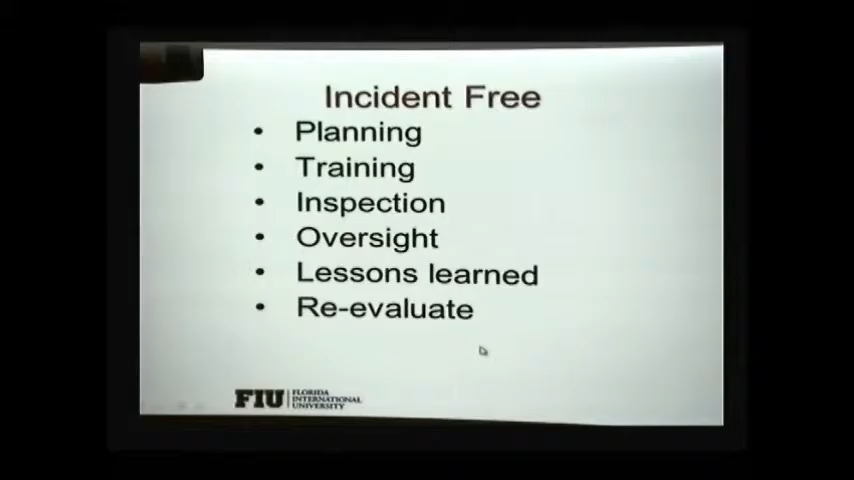 Incident Free
• Planning
• Training
• Inspection
• Oversight
• Lessons learned
• Re-evaluate
FIU
FLORIDA
INTERNATIONAL
UNIVERSITY